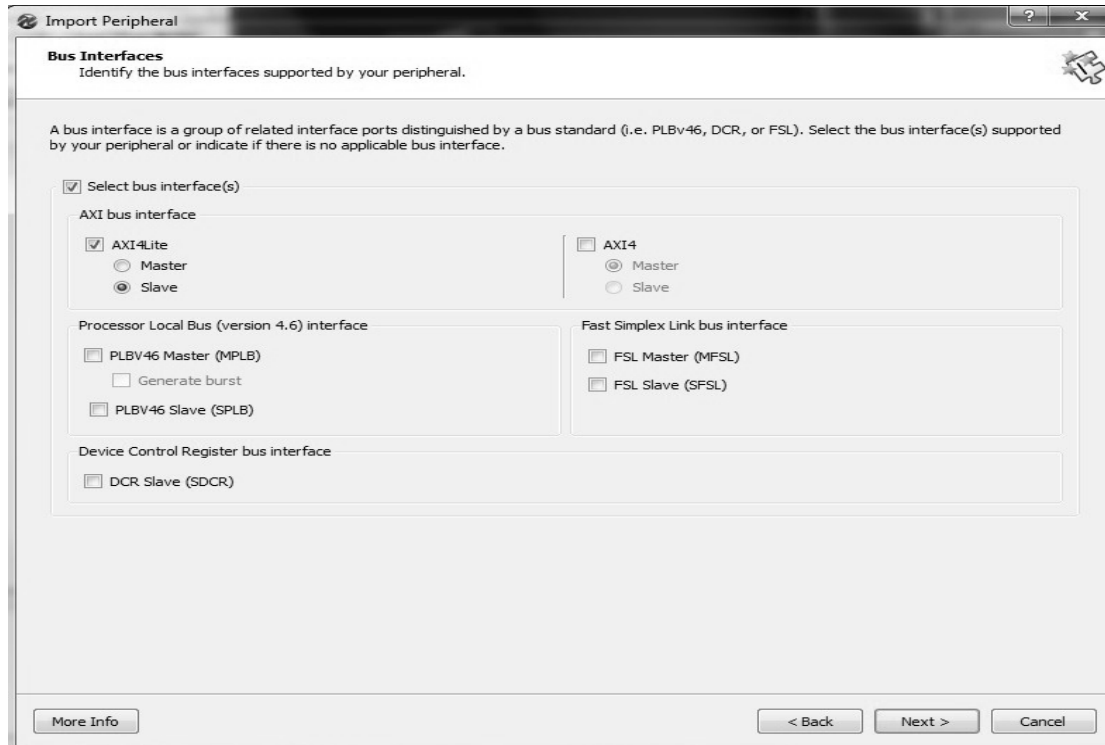 Import Peripheral
?
x
Bus Interfaces
Identify the bus interfaces supported by your peripheral.
A bus interface is a group of related interface ports distinguished by a bus standard (i.e. PLBv46, DCR, or FSL). Select the bus interface(s) supported
by your peripheral or indicate if there is no applicable bus interface.
Select bus interface(s)
AXI bus interface
AXI4Lite
Master
Slave
AXI4
Master
Slave
Processor Local Bus (version 4.6) interface
PLBV46 Master (MPLB)
Generate burst
PLBV46 Slave (SPLB)
Fast Simplex Link bus interface
FSL Master (MFSL)
FSL Slave (SFSL)
Device Control Register bus interface
DCR Slave (SDCR)
More Info
< Back
Next >
Cancel